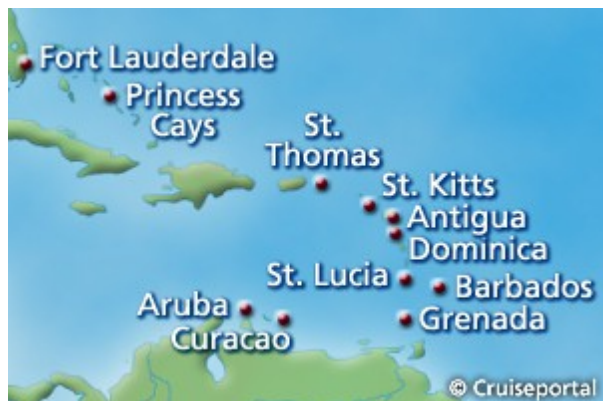 Fort Lauderdale
Princess
Cays
St.
Thomas
St. Kitts
Antigua
Dominica
St. Lucia
Barbados
Aruba
Grenada
Curacao
© Cruiseportal